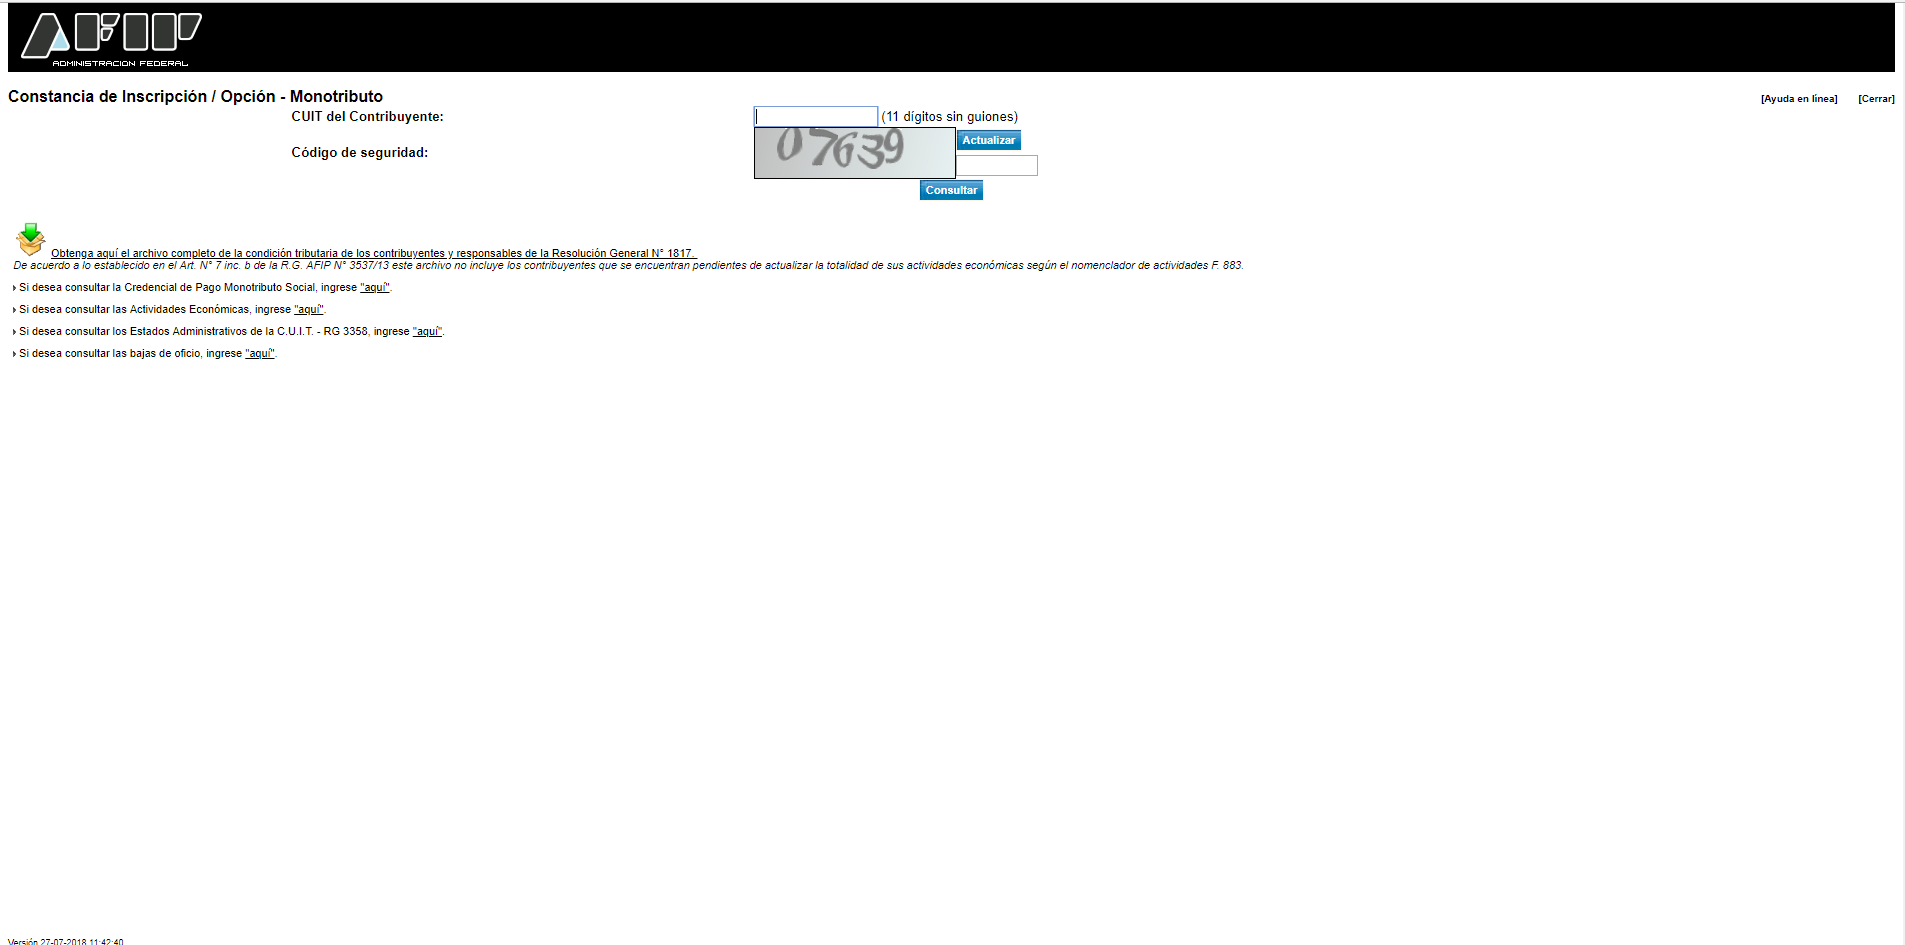 AFIP
ADMINISTRACION FEDERAL
Constancia de Inscripción / Opción - Monotributo
[Ayuda en línea] [Cerrar]
CUIT del Contribuyente: (11 dígitos sin guiones)
07639 Actualizar
Código de seguridad:
Consultar
Obtenga aquí el archivo completo de la condición tributaria de los contribuyentes y responsables de la Resolución General N° 1817.
De acuerdo a lo establecido en el Art. N° 7 inc. b de la R.G. AFIP N° 3537/13 este archivo no incluye los contribuyentes que se encuentran pendientes de actualizar la totalidad de sus actividades económicas según el nomenclador de actividades F. 883.
Si desea consultar la Credencial de Pago Monotributo Social, ingrese "aquí".
Si desea consultar las Actividades Económicas, ingrese "aquí".
Si desea consultar los Estados Administrativos de la C.U.I.T. - RG 3358, ingrese "aquí".
Si desea consultar las bajas de oficio, ingrese "aquí".
Versión 27-07-2018 11:42:40